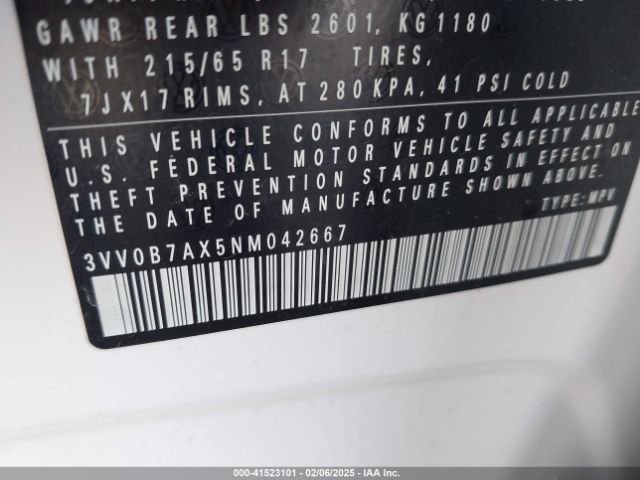 GAWR REAR LBS 2601, KG1180
WITH 215/65 R17 TIRES,
7JX17 RIMS, AT 280 KPA, 41 PSI COLD
THIS VEHICLE CONFORMS TO ALL APPLICABLE
U.S. FEDERAL MOTOR VEHICLE SAFETY AND
THEFT PREVENTION STANDARDS IN EFFECT ON
THE DATE OF MANUFACTURE SHOWN ABOVE.
TYPE:MPV
3VV0B7AX5NM042667
000-41523101 - 02/06/2025 - IAA Inc.